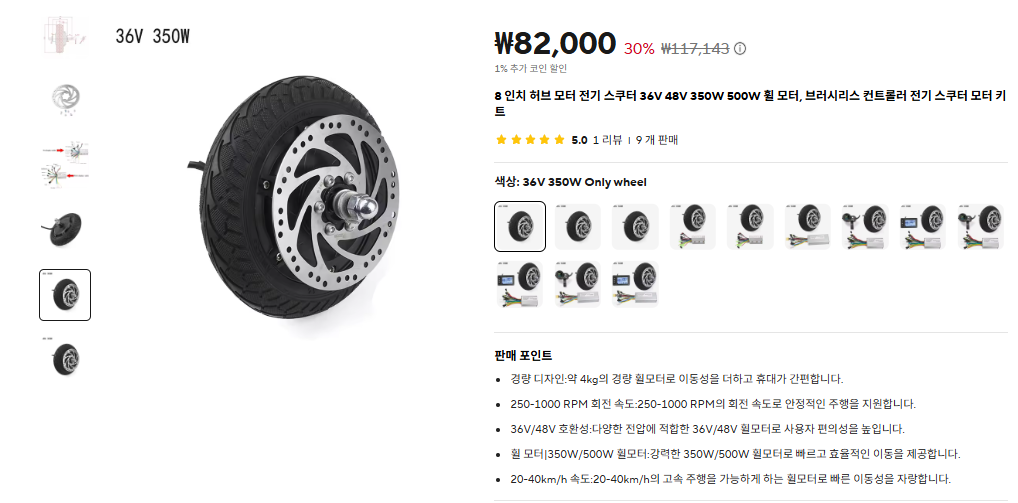 36V 350W
₩82,000 30% ₩117,143
1% 추가 코인 할인
8 인치 허브 모터 전기 스쿠터 36V 48V 350W 500W 휠 모터, 브러시리스 컨트롤러 전기 스쿠터 모터 키
트
5.0 1 리뷰 | 9 개 판매
색상: 36V 350W Only wheel
판매 포인트
• 경량 디자인:약 4kg의 경량 휠모터로 이동성을 더하고 휴대가 간편합니다.
• 250-1000 RPM 회전 속도:250-1000 RPM의 회전 속도로 안정적인 주행을 지원합니다.
• 36V/48V 호환성:다양한 전압에 적합한 36V/48V 휠모터로 사용자 편의성을 높입니다.
• 휠 모터|350W/500W 휠모터:강력한 350W/500W 휠모터로 빠르고 효율적인 이동을 제공합니다.
• 20-40km/h 속도:20-40km/h의 고속 주행을 가능하게 하는 휠모터로 빠른 이동성을 자랑합니다.